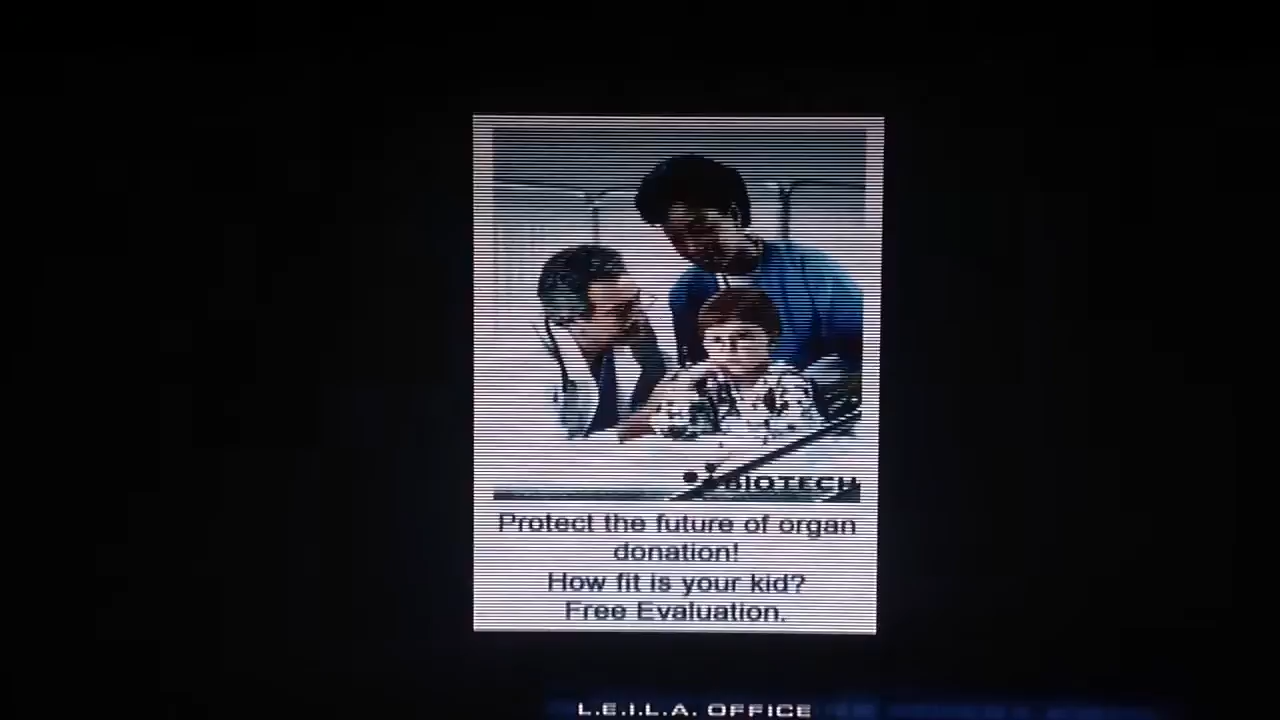 BIOTECH
Protect the future of organ
donation!
How fit is your kid?
Free Evaluation.
L.E.I.L.A. OFFICE